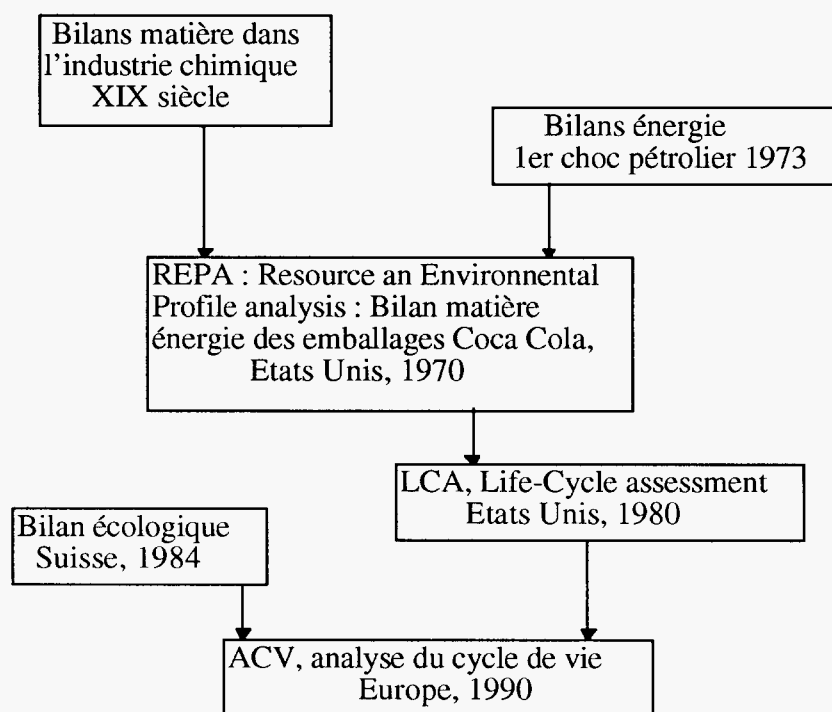 Bilans matière dans
l'industrie chimique
XIX siècle
Bilans énergie
1er choc pétrolier 1973
REPA : Resource an Environnental
Profile analysis : Bilan matière
énergie des emballages Coca Cola,
Etats Unis, 1970
LCA, Life-Cycle assessment
Etats Unis, 1980
Bilan écologique
Suisse, 1984
ACV, analyse du cycle de vie
Europe, 1990